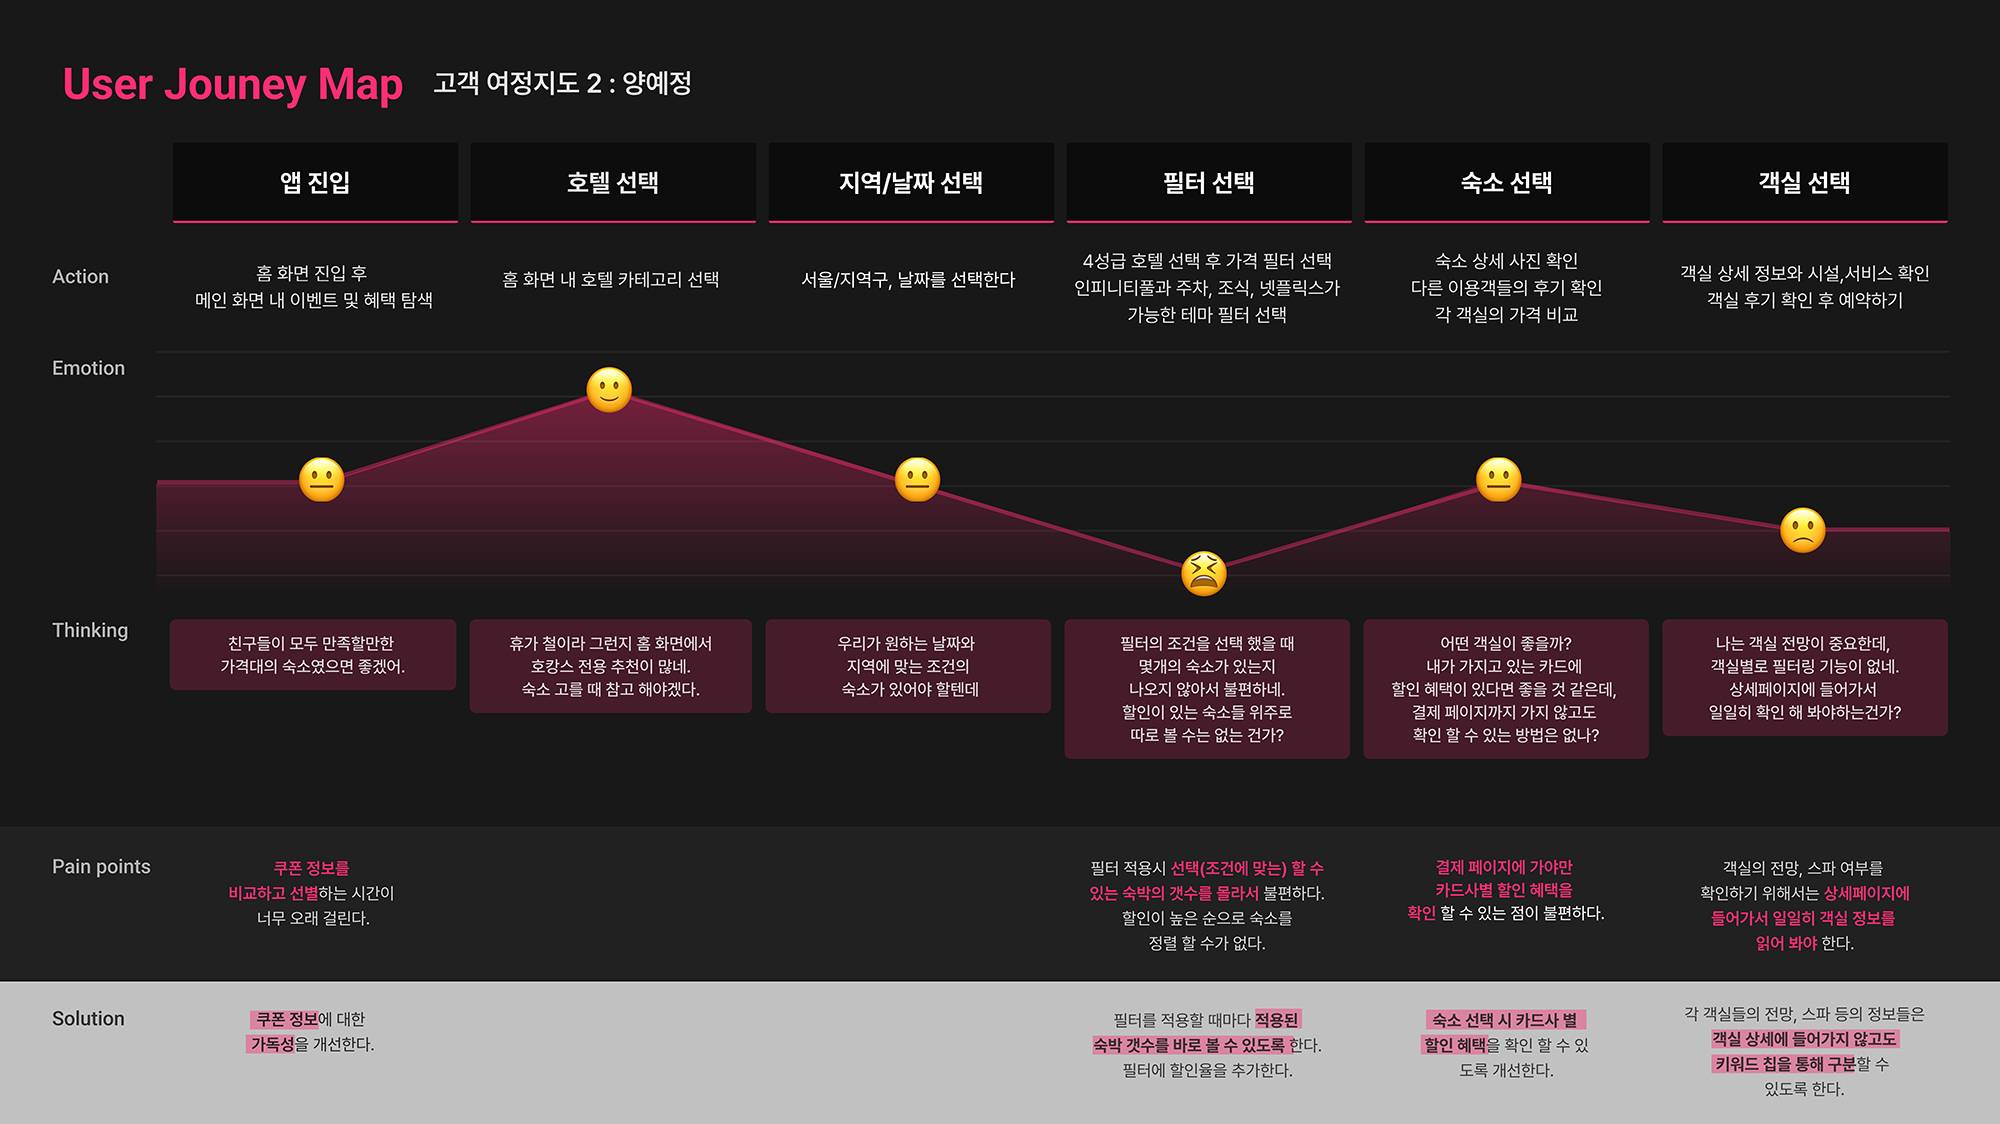 User Jouney Map 고객 여정지도 2 : 양예정
앱 진입
호텔 선택
지역/날짜 선택
필터 선택
숙소 선택
객실 선택
Action
홈 화면 진입 후
메인 화면 내 이벤트 및 혜택 탐색
홈 화면 내 호텔 카테고리 선택
서울/지역구, 날짜를 선택한다
4성급 호텔 선택 후 가격 필터 선택
인피니티풀과 주차, 조식, 넷플릭스가
가능한 테마 필터 선택
숙소 상세 사진 확인
다른 이용객들의 후기 확인
각 객실의 가격 비교
객실 상세 정보와 시설,서비스 확인
객실 후기 확인 후 예약하기
Emotion
Thinking
친구들이 모두 만족할만한
가격대의 숙소였으면 좋겠어.
휴가 철이라 그런지 홈 화면에서
호캉스 전용 추천이 많네.
숙소 고를 때 참고 해야겠다.
우리가 원하는 날짜와
지역에 맞는 조건의
숙소가 있어야 할텐데
필터의 조건을 선택 했을 때
몇개의 숙소가 있는지
나오지 않아서 불편하네.
할인이 있는 숙소들 위주로
따로 볼 수는 없는 건가?
어떤 객실이 좋을까?
내가 가지고 있는 카드에
할인 혜택이 있다면 좋을 것 같은데,
결제 페이지까지 가지 않고도
확인 할 수 있는 방법은 없나?
나는 객실 전망이 중요한데,
객실별로 필터링 기능이 없네.
상세페이지에 들어가서
일일히 확인 해 봐야하는건가?
Pain points
쿠폰 정보를
비교하고 선별하는 시간이
너무 오래 걸린다.
필터 적용시 선택(조건에 맞는) 할 수
있는 숙박의 갯수를 몰라서 불편하다.
할인이 높은 순으로 숙소를
정렬 할 수가 없다.
결제 페이지에 가야만
카드사별 할인 혜택을
확인 할 수 있는 점이 불편하다.
객실의 전망, 스파 여부를
확인하기 위해서는 상세페이지에
들어가서 일일히 객실 정보를
읽어 봐야 한다.
Solution
쿠폰 정보에 대한
가독성을 개선한다.
필터를 적용할 때마다 적용된
숙박 갯수를 바로 볼 수 있도록 한다.
필터에 할인율을 추가한다.
숙소 선택 시 카드사 별
할인 혜택을 확인 할 수 있
도록 개선한다.
각 객실들의 전망, 스파 등의 정보들은
객실 상세에 들어가지 않고도
키워드 칩을 통해 구분할 수
있도록 한다.